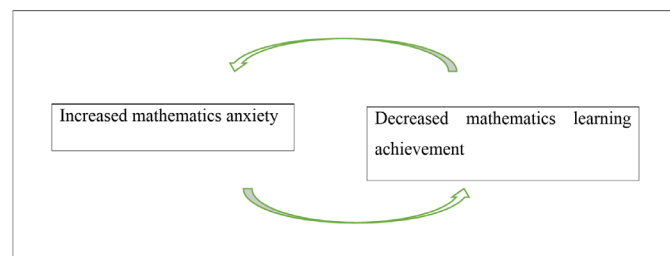 Increased mathematics anxiety
Decreased mathematics learning
achievement